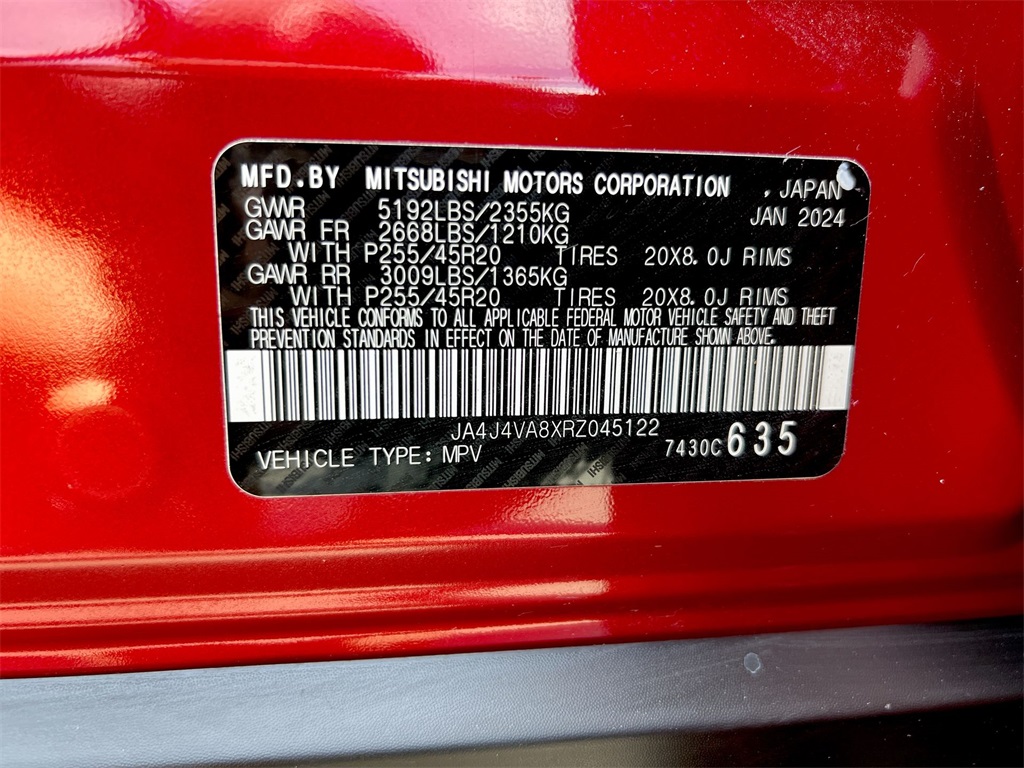 MFD.BY MITSUBISHI MOTORS CORPORATION . JAPAN
GVWR 5192LBS/2355KG JAN 2024
GAWR FR 2668LBS/1210KG
WITH P255/45R20 TIRES 20X8.0J RIMS
GAWR RR 3009LBS/1365KG
WITH P255/45R20 TIRES 20X8.0J RIMS
THIS VEHICLE CONFORMS TO ALL APPLICABLE FEDERAL MOTOR VEHICLE SAFETY AND THEFT
PREVENTION STANDARDS IN EFFECT ON THE DATE OF MANUFACTURE SHOWN ABOVE.
JA4J4VA8XRZ045122
VEHICLE TYPE: MPV 7430C 635